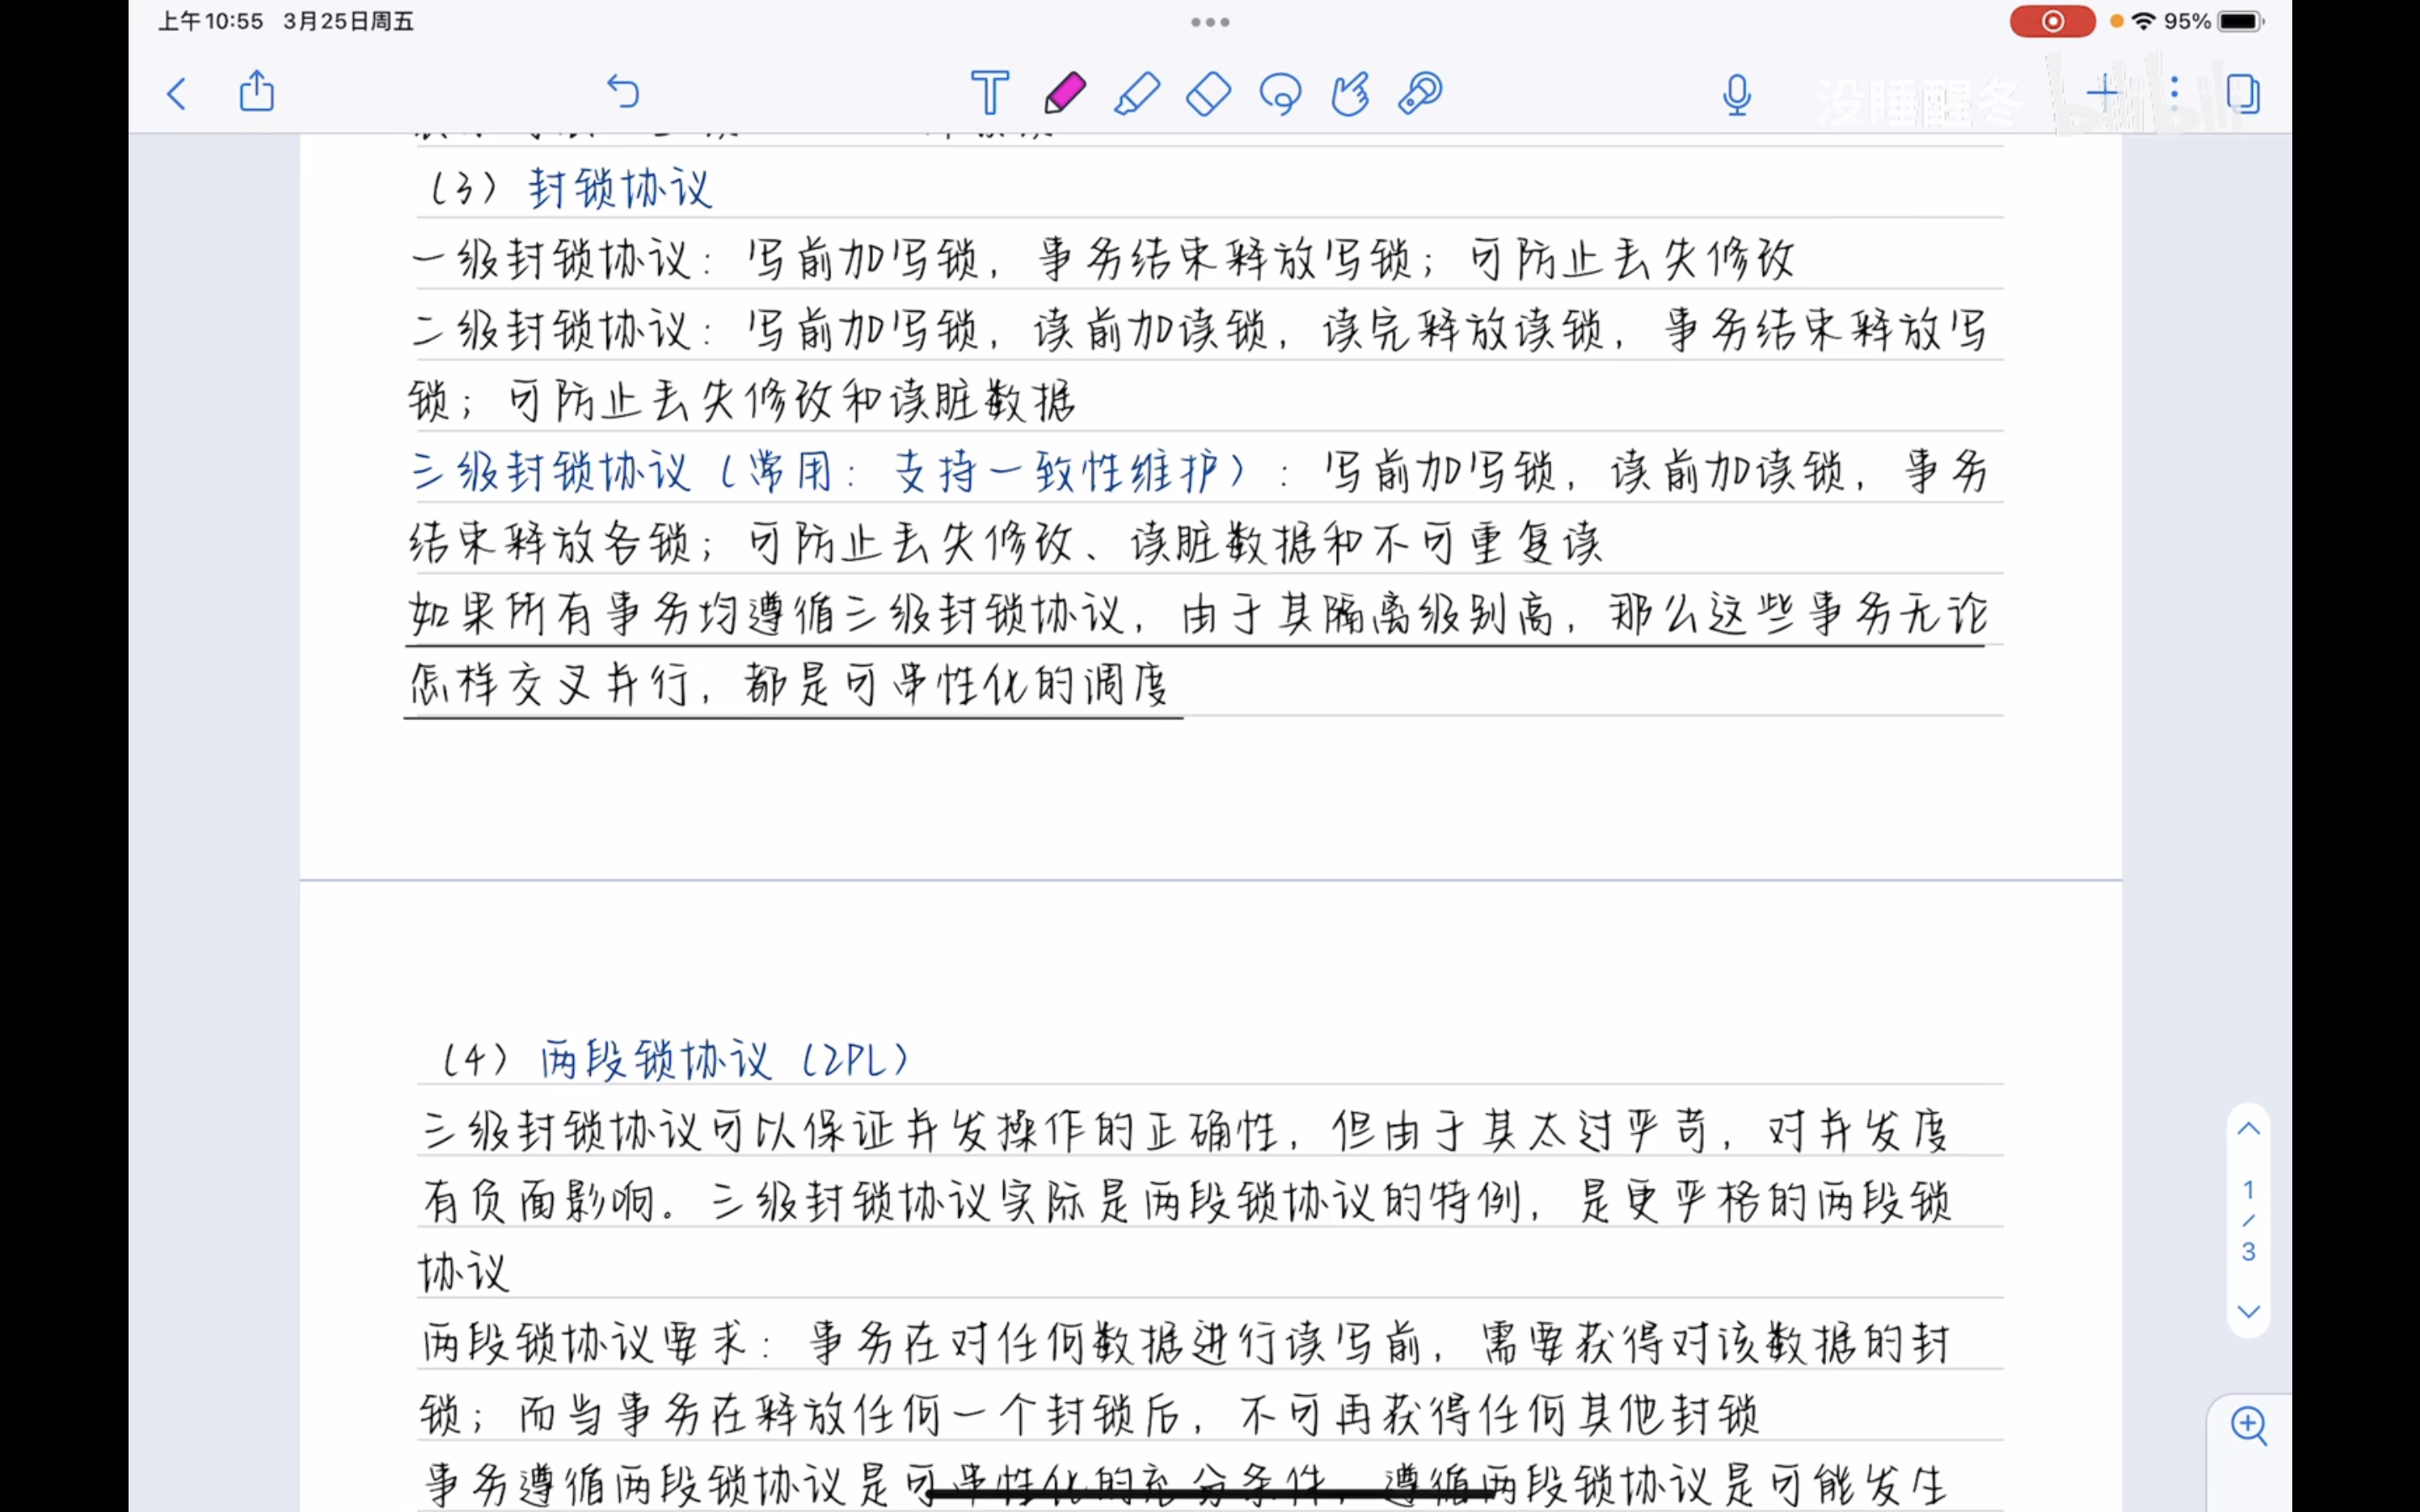 上午10:55 3月25日周五
95%
没睡醒冬 bilibili
（3）封锁协议
一级封锁协议：写前加写锁，事务结束释放写锁；可防止丢失修改
二级封锁协议：写前加写锁，读前加读锁，读完释放读锁，事务结束释放写
锁；可防止丢失修改和读脏数据
三级封锁协议（常用：支持一致性维护）：写前加写锁，读前加读锁，事务
结束释放各锁；可防止丢失修改、读脏数据和不可重复读
如果所有事务均遵循三级封锁协议，由于其隔离级别高，那么这些事务无论
怎样交叉并行，都是可串性化的调度
（4）两段锁协议（2PL）
三级封锁协议可以保证并发操作的正确性，但由于其太过严苛，对并发度
有负面影响。三级封锁协议实际是两段锁协议的特例，是更严格的两段锁
协议
两段锁协议要求：事务在对任何数据进行读写前，需要获得对该数据的封
锁；而当事务在释放任何一个封锁后，不可再获得任何其他封锁
事务遵循两段锁协议是可串性化的充分条件，遵循两段锁协议是可能发生
1
/
3